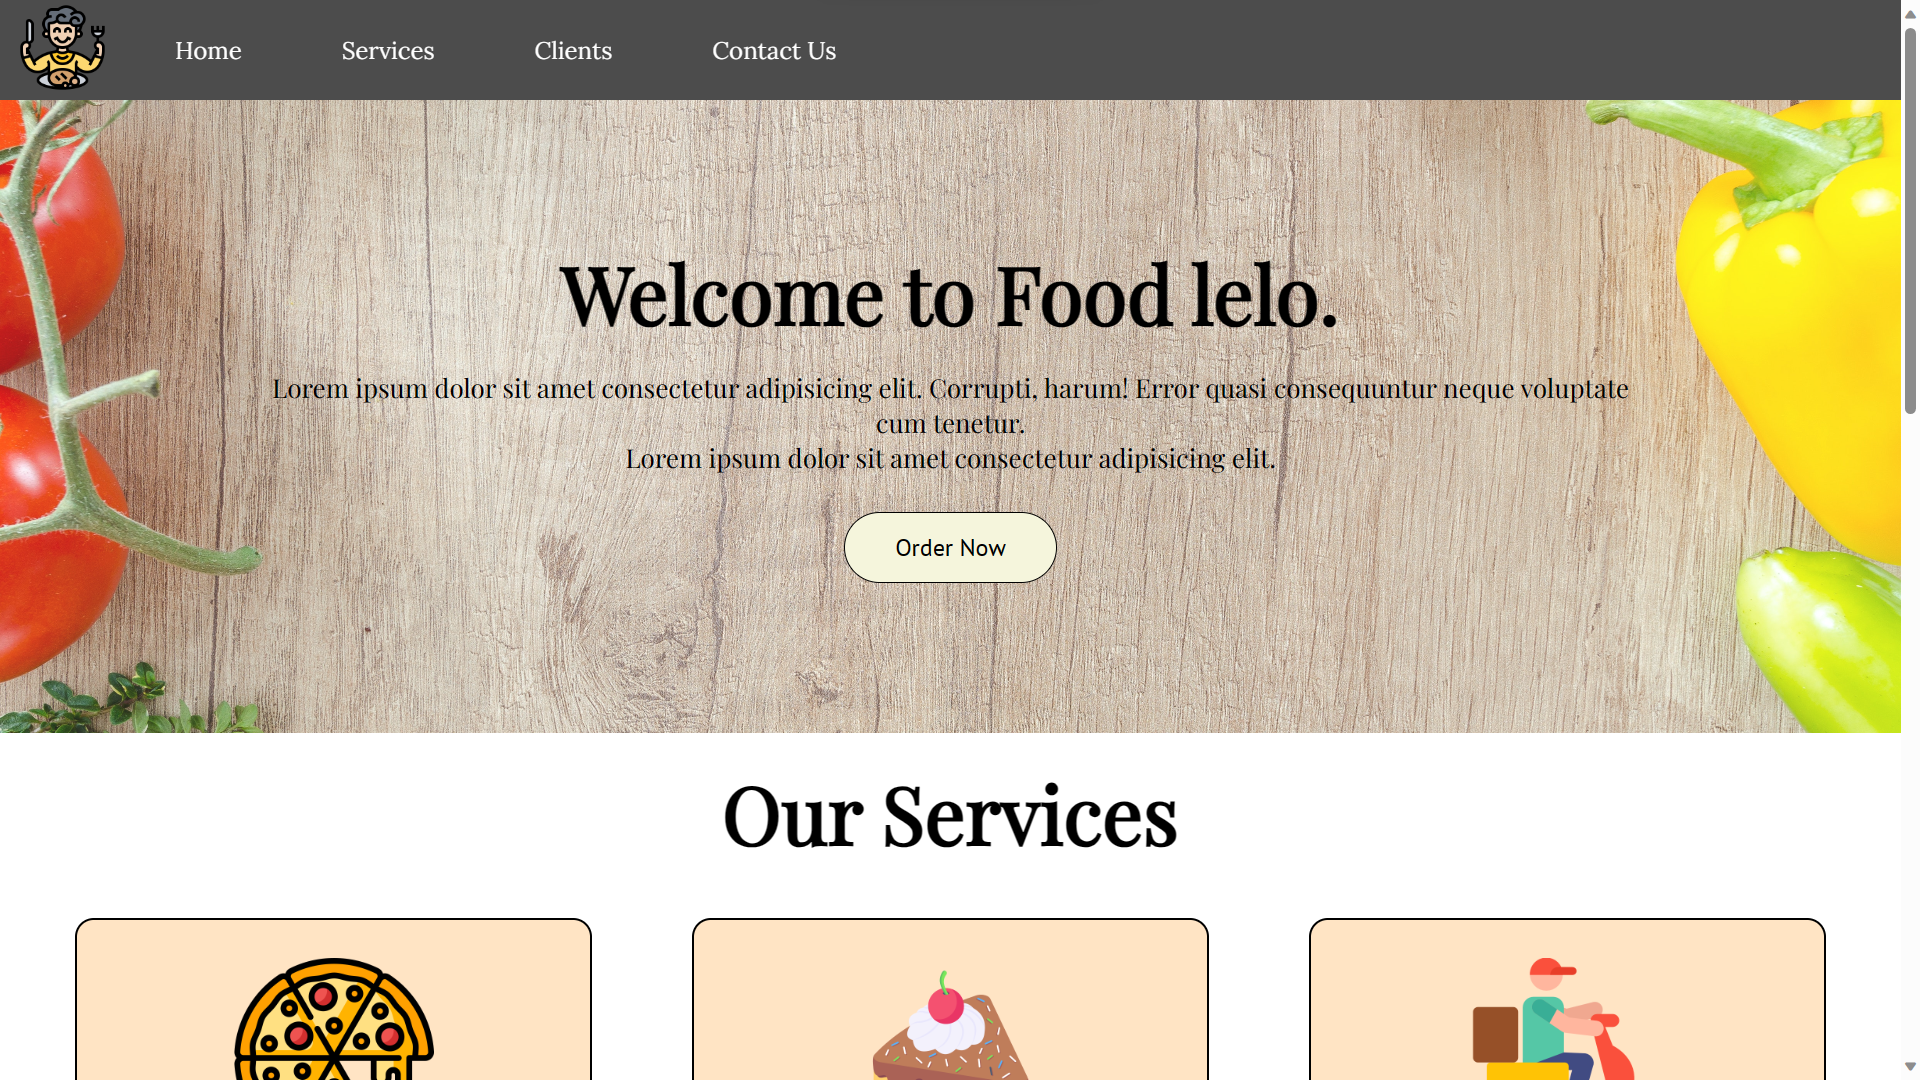 Home
Services
Clients
Contact Us
Welcome to Food lelo.
Lorem ipsum dolor sit amet consectetur adipisicing elit. Corrupti, harum! Error quasi consequuntur neque voluptate
cum tenetur.
Lorem ipsum dolor sit amet consectetur adipisicing elit.
Order Now
Our Services